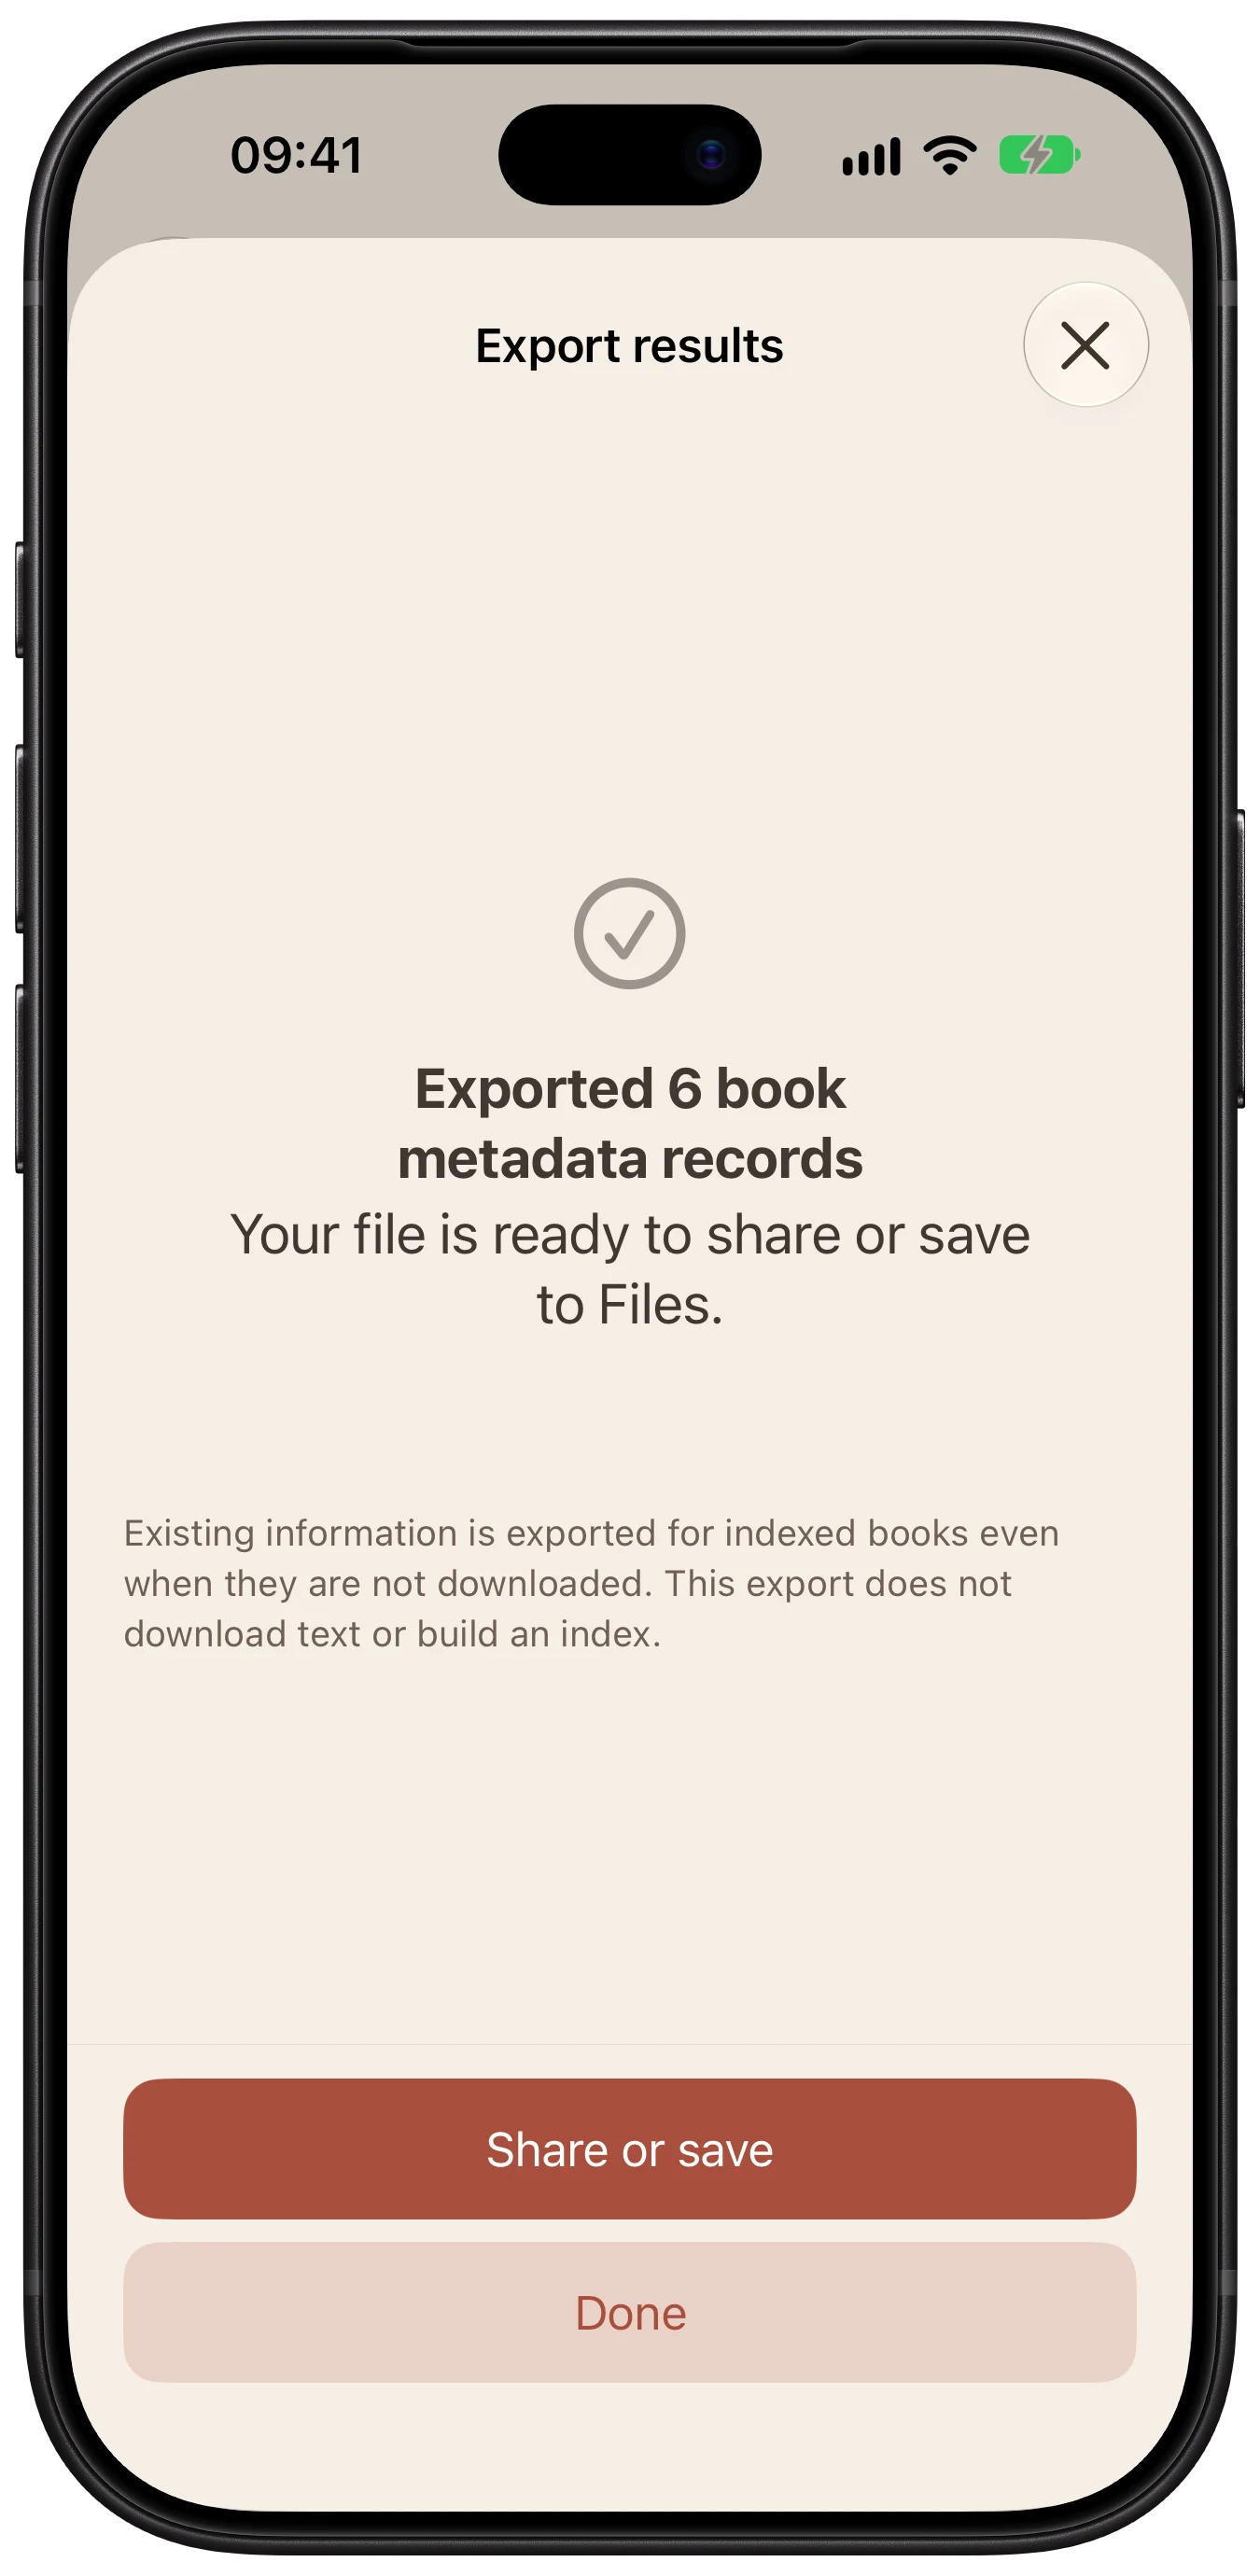 09:41
Export results
Exported 6 book
metadata records
Your file is ready to share or save
to Files.
Existing information is exported for indexed books even
when they are not downloaded. This export does not
download text or build an index.
Share or save
Done